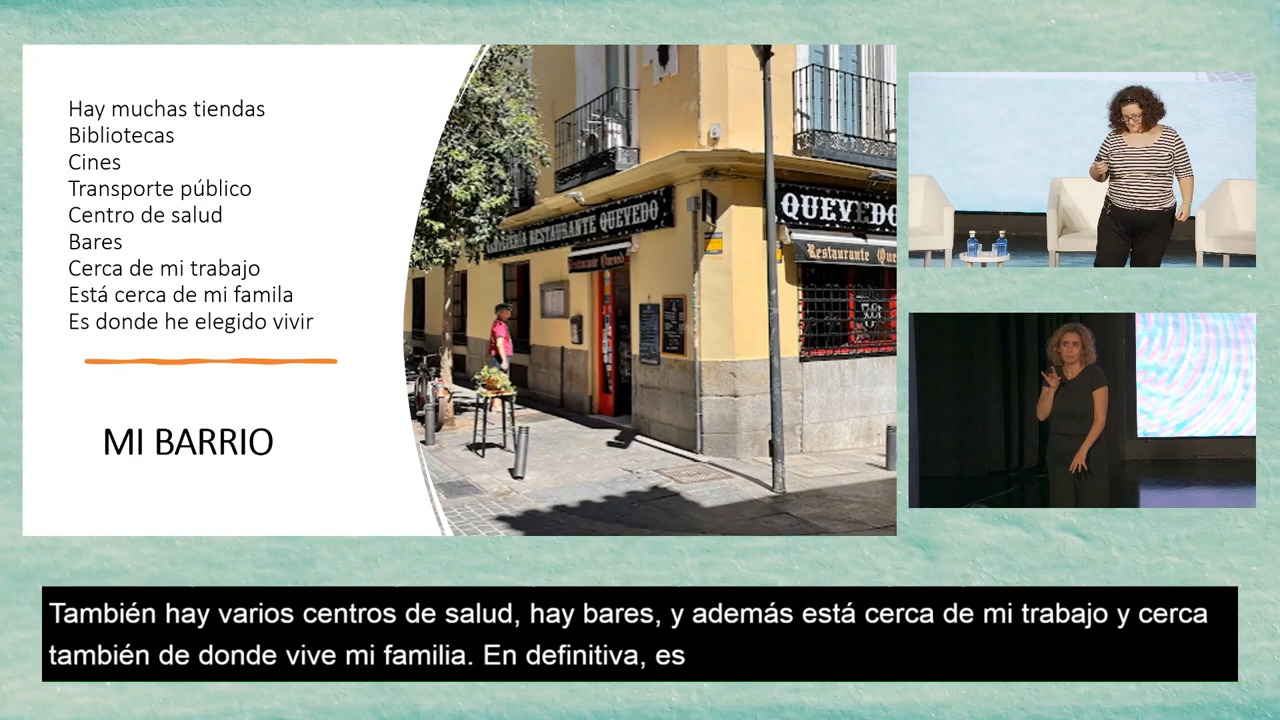 Hay muchas tiendas
Bibliotecas
Cines
Transporte público
Centro de salud
Bares
Cerca de mi trabajo
Está cerca de mi famila
Es donde he elegido vivir
MI BARRIO
RESTAURANTE QUEVEDO
QUEVEDO
Restaurante
También hay varios centros de salud, hay bares, y además está cerca de mi trabajo y cerca
también de donde vive mi familia. En definitiva, es